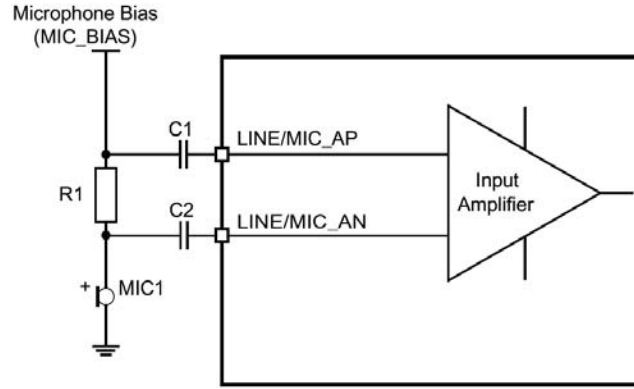 Microphone Bias
(MIC_BIAS)
C1
LINE/MIC_AP
R1
Input
Amplifier
C2
LINE/MIC_AN
+ MIC1